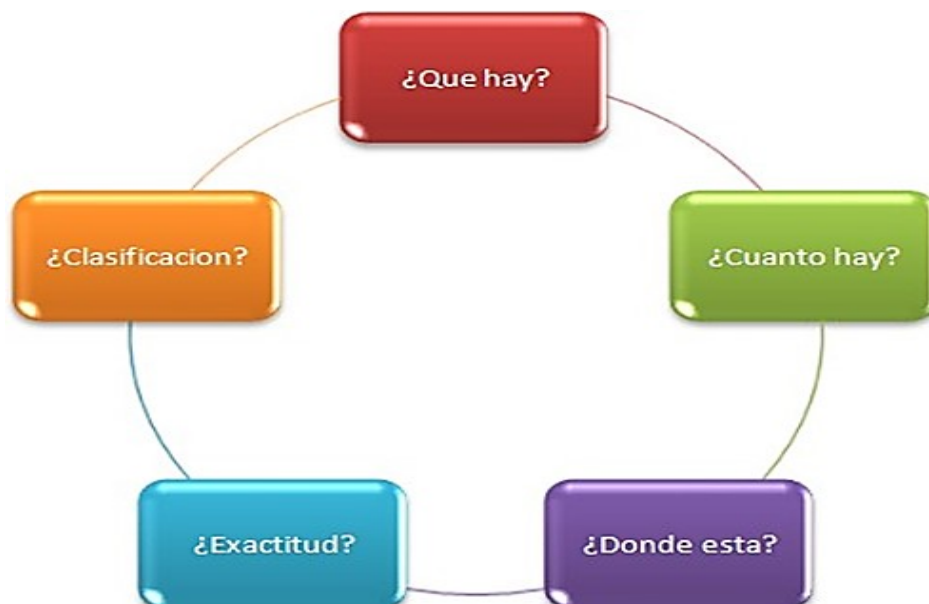 ¿Que hay?
¿Cuanto hay?
¿Donde esta?
¿Exactitud?
¿Clasificacion?